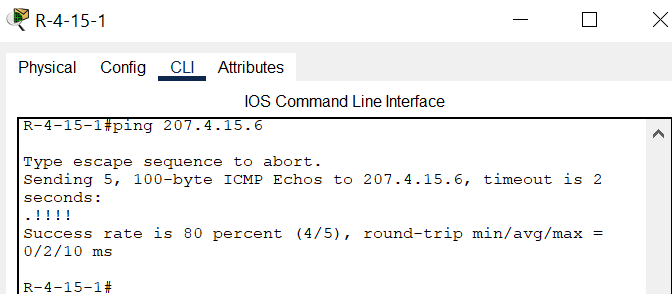 R-4-15-1
Physical Config CLI Attributes
IOS Command Line Interface
R-4-15-1#ping 207.4.15.6
Type escape sequence to abort.
Sending 5, 100-byte ICMP Echos to 207.4.15.6, timeout is 2
seconds:
.!!!!
Success rate is 80 percent (4/5), round-trip min/avg/max =
0/2/10 ms
R-4-15-1#